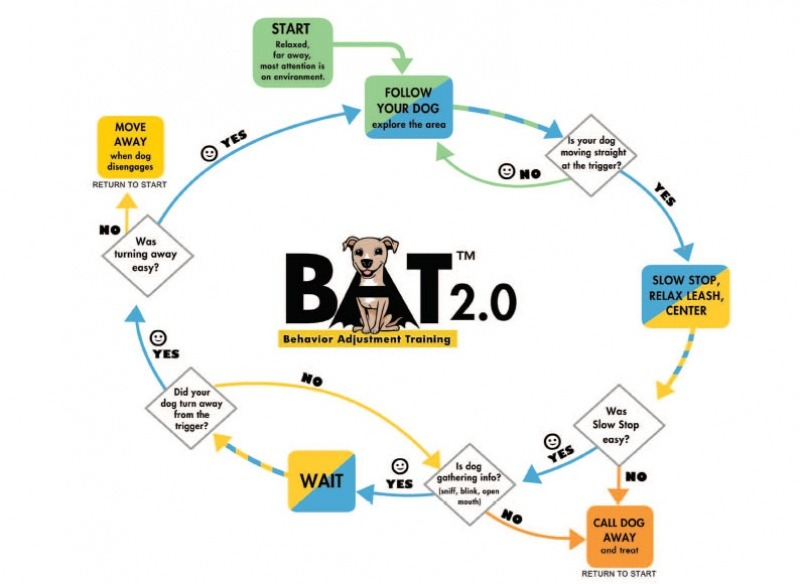 START
Relaxed,
far away,
most attention is
on environment.
FOLLOW
YOUR DOG
explore the area
Is your dog
moving straight
at the trigger?
NO
YES
SLOW STOP,
RELAX LEASH,
CENTER
Was
Slow Stop
easy?
NO
CALL DOG
AWAY
and treat
RETURN TO START
YES
Is dog
gathering info?
(sniff, blink, open
mouth)
NO
YES
WAIT
Did your
dog turn away
from the
trigger?
NO
YES
Was
turning away
easy?
NO
MOVE
AWAY
when dog
disengages
RETURN TO START
YES
BAT™ 2.0
Behavior Adjustment Training